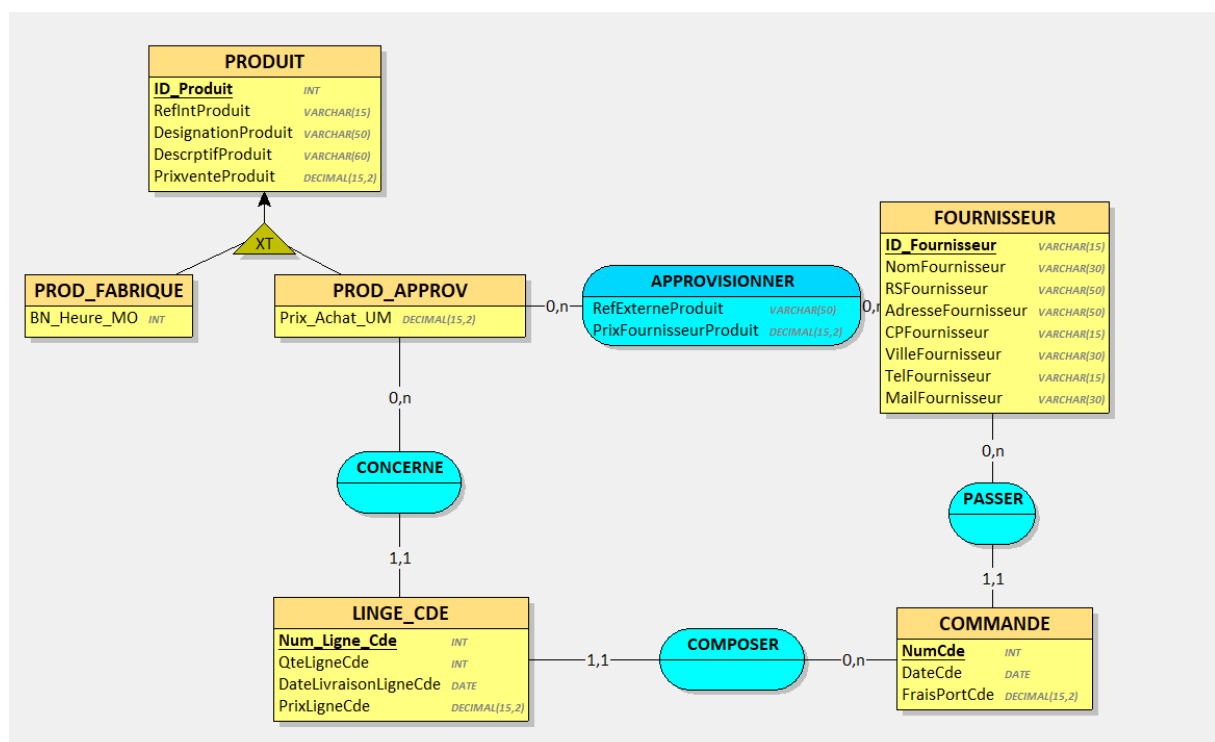 PRODUIT
ID_Produit INT
RefIntProduit VARCHAR(15)
DesignationProduit VARCHAR(50)
DescrptifProduit VARCHAR(60)
PrixventeProduit DECIMAL(15,2)
XT
PROD_FABRIQUE
BN_Heure_MO INT
PROD_APPROV
Prix_Achat_UM DECIMAL(15,2)
0,n
APPROVISIONNER
RefExterneProduit VARCHAR(50)
PrixFournisseurProduit DECIMAL(15,2)
0,n
FOURNISSEUR
ID_Fournisseur VARCHAR(15)
NomFournisseur VARCHAR(30)
RSFournisseur VARCHAR(50)
AdresseFournisseur VARCHAR(50)
CPFournisseur VARCHAR(15)
VilleFournisseur VARCHAR(30)
TelFournisseur VARCHAR(15)
MailFournisseur VARCHAR(30)
0,n
CONCERNE
1,1
0,n
PASSER
1,1
LINGE_CDE
Num_Ligne_Cde INT
QteLigneCde INT
DateLivraisonLigneCde DATE
PrixLigneCde DECIMAL(15,2)
1,1
COMPOSER
0,n
COMMANDE
NumCde INT
DateCde DATE
FraisPortCde DECIMAL(15,2)